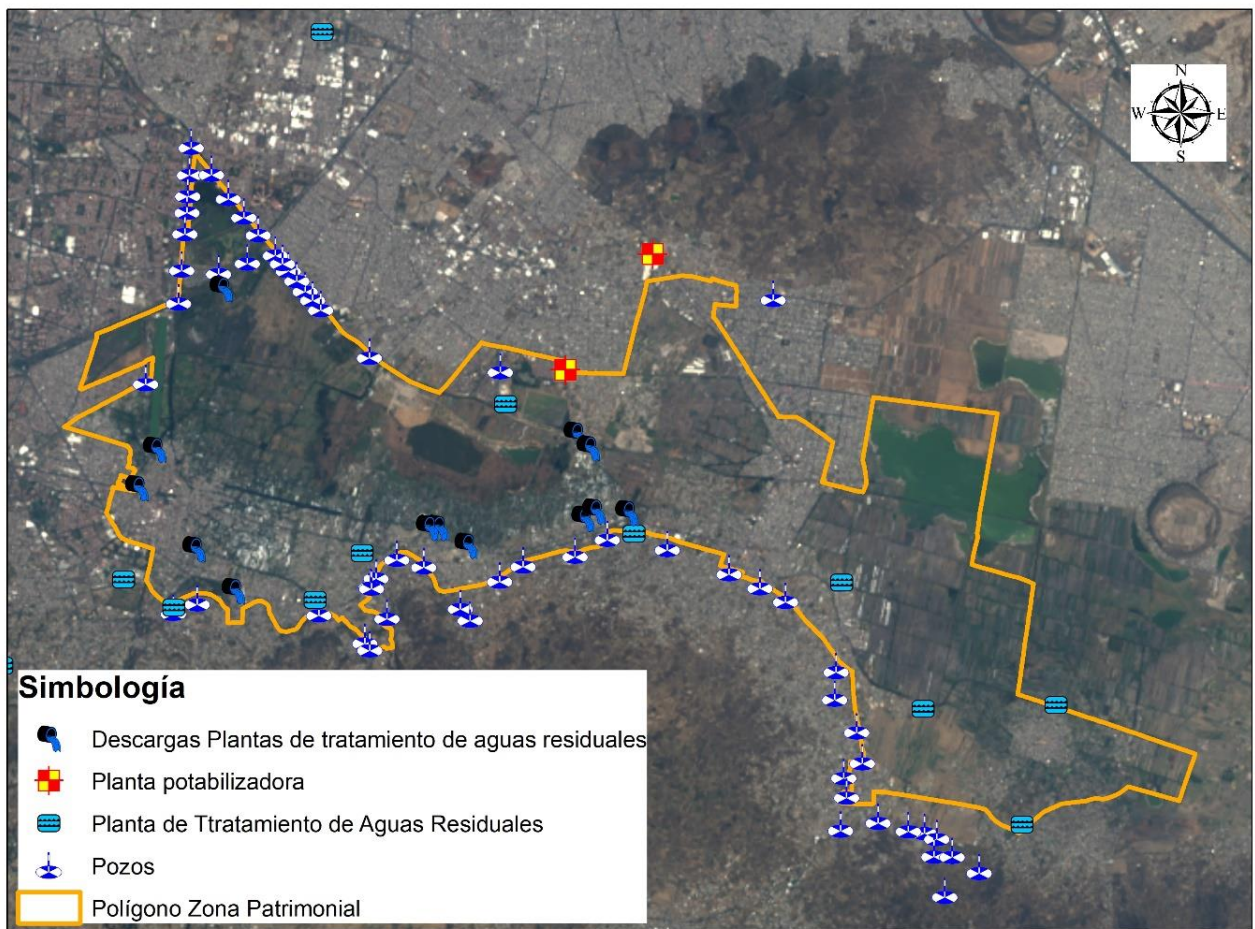 N
W E
S
Simbología
Descargas Plantas de tratamiento de aguas residuales
Planta potabilizadora
Planta de Ttratamiento de Aguas Residuales
Pozos
Polígono Zona Patrimonial